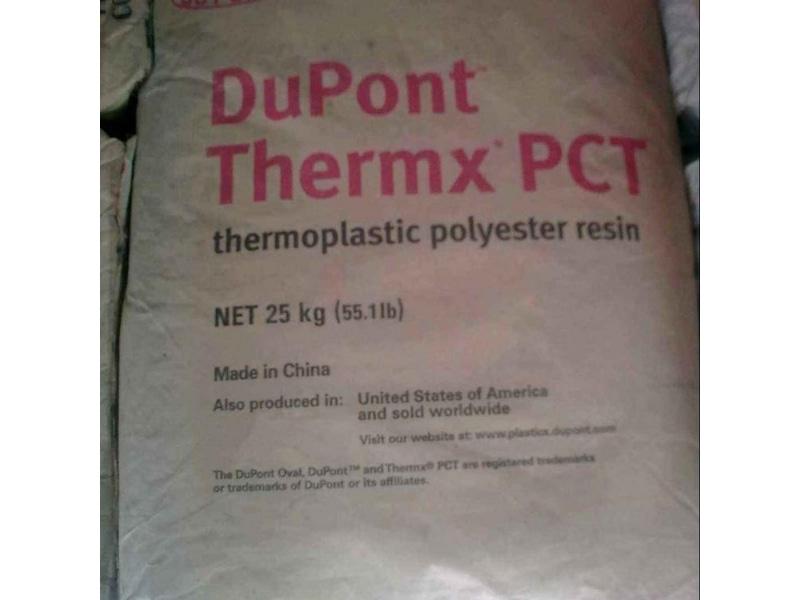 DuPont™
Thermx® PCT
thermoplastic polyester resin
NET 25 kg (55.1lb)
Made in China
Also produced in: United States of America
and sold worldwide
Visit our website at: www.plastics.dupont.com
The DuPont Oval, DuPont™ and Thermx® PCT are registered trademarks
or trademarks of DuPont or its affiliates.